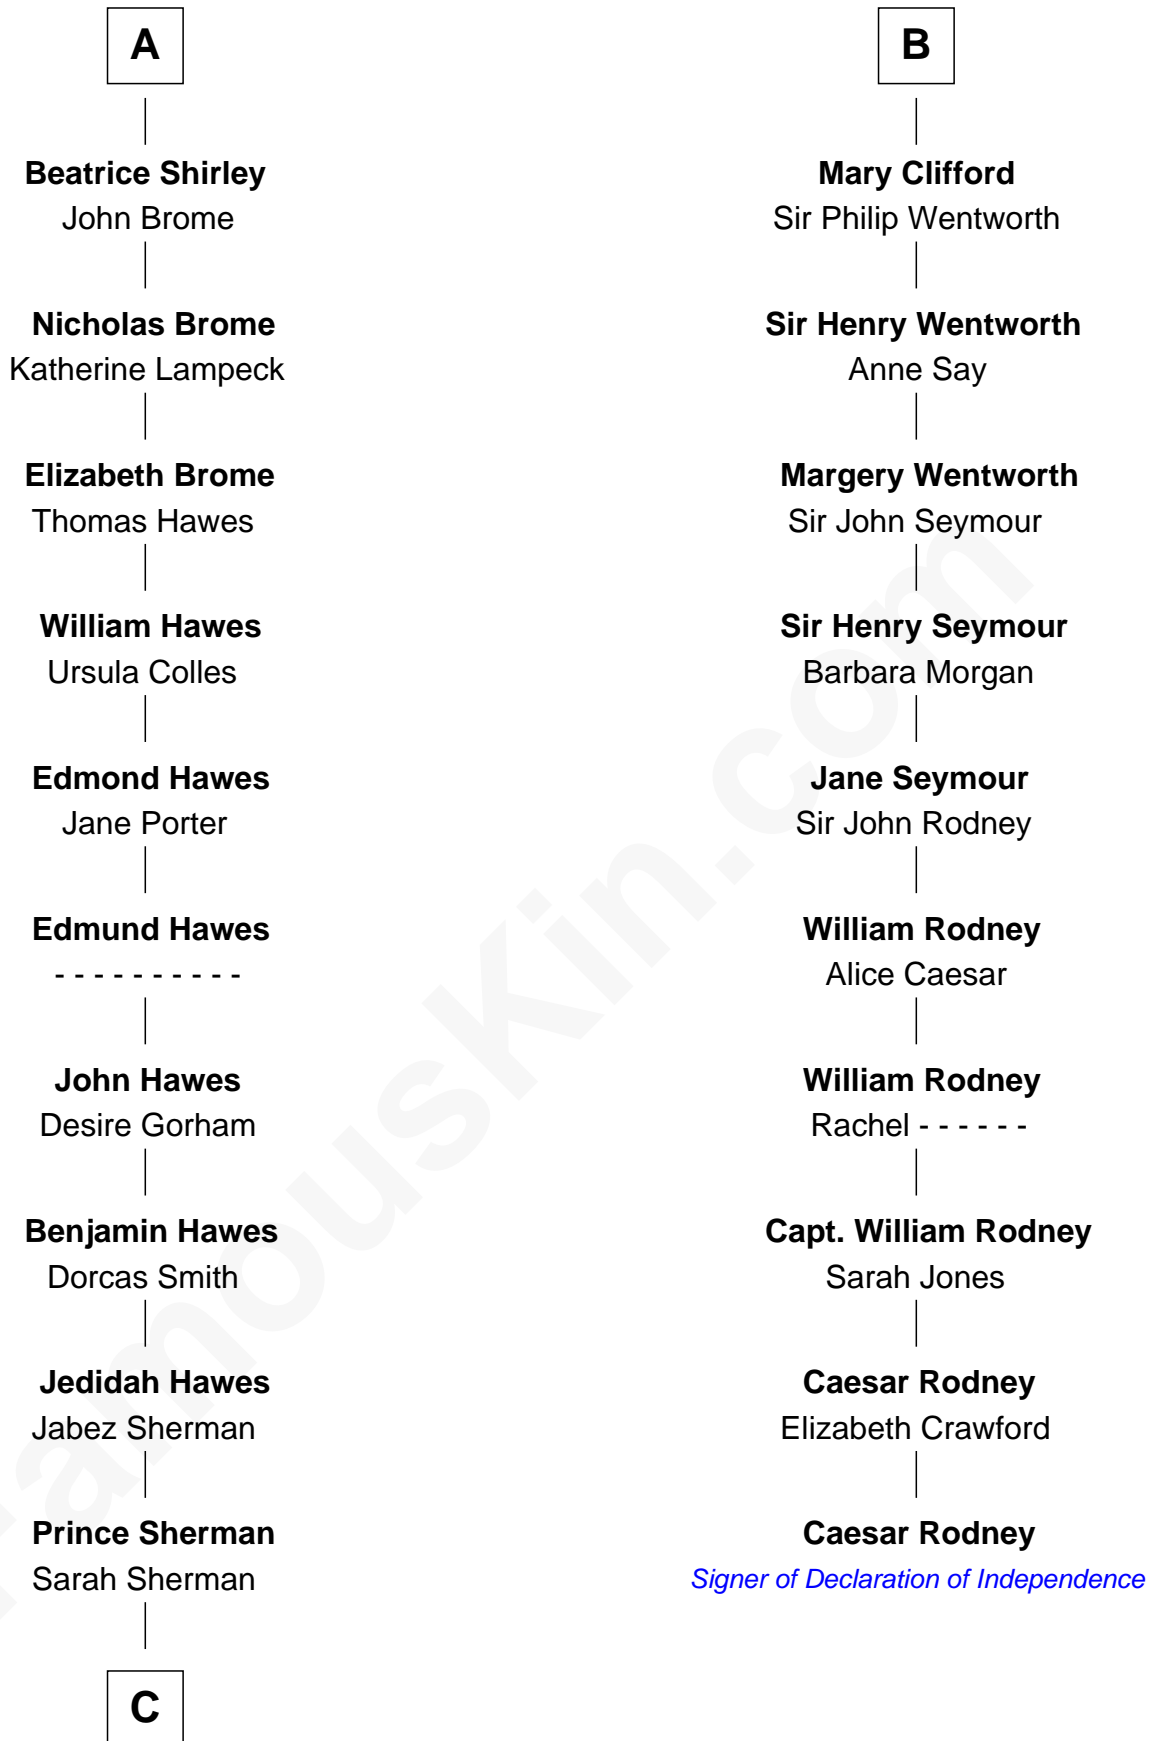 A
Beatrice Shirley
John Brome
Nicholas Brome
Katherine Lampeck
Elizabeth Brome
Thomas Hawes
William Hawes
Ursula Colles
Edmond Hawes
Jane Porter
Edmund Hawes
- - - - - - - - - -
John Hawes
Desire Gorham
Benjamin Hawes
Dorcas Smith
Jedidah Hawes
Jabez Sherman
Prince Sherman
Sarah Sherman
C
B
Mary Clifford
Sir Philip Wentworth
Sir Henry Wentworth
Anne Say
Margery Wentworth
Sir John Seymour
Sir Henry Seymour
Barbara Morgan
Jane Seymour
Sir John Rodney
William Rodney
Alice Caesar
William Rodney
Rachel - - - - - -
Capt. William Rodney
Sarah Jones
Caesar Rodney
Elizabeth Crawford
Caesar Rodney
Signer of Declaration of Independence
FamousKin.com